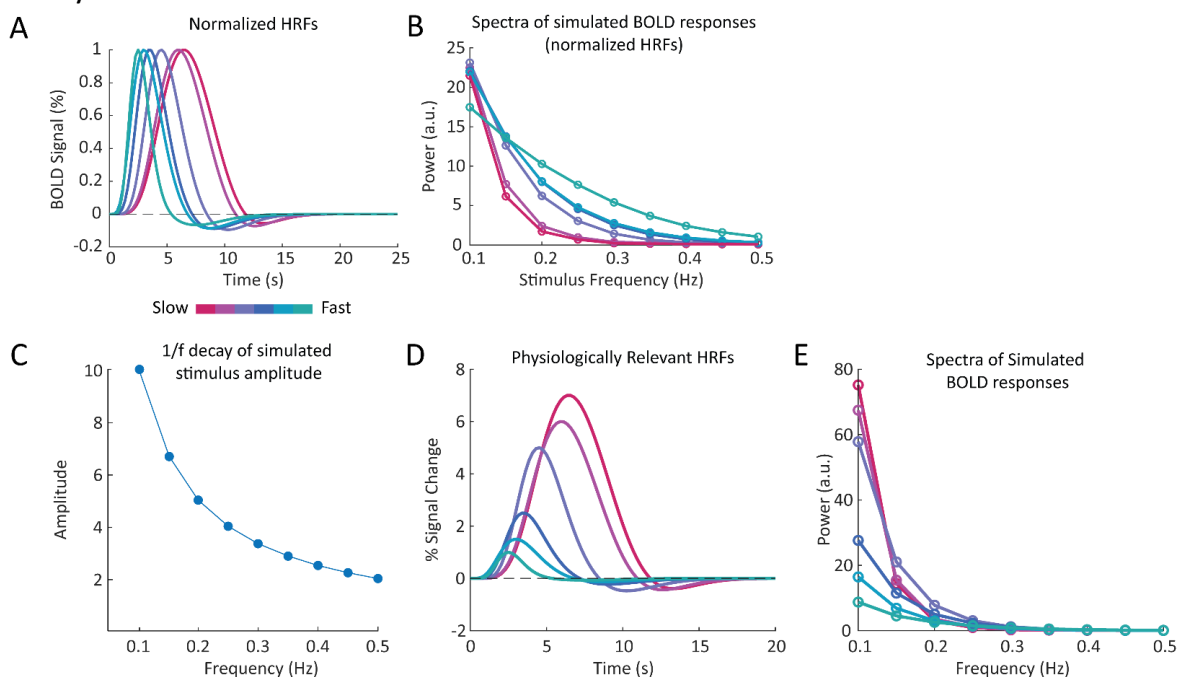 A
Normalized HRFs
BOLD Signal (%)
1
0.8
0.6
0.4
0.2
0
-0.2
0
5
10
15
20
25
Time (s)
Slow
Fast
B
Spectra of simulated BOLD responses
(normalized HRFs)
Power (a.u.)
25
20
15
10
5
0
0.1
0.2
0.3
0.4
0.5
Stimulus Frequency (Hz)
C
1/f decay of simulated
stimulus amplitude
Amplitude
10
8
6
4
2
0.1
0.2
0.3
0.4
0.5
Frequency (Hz)
D
Physiologically Relevant HRFs
% Signal Change
8
6
4
2
0
-2
0
5
10
15
20
Time (s)
E
Spectra of Simulated
BOLD responses
Power (a.u.)
80
60
40
20
0
0.1
0.2
0.3
0.4
0.5
Frequency (Hz)